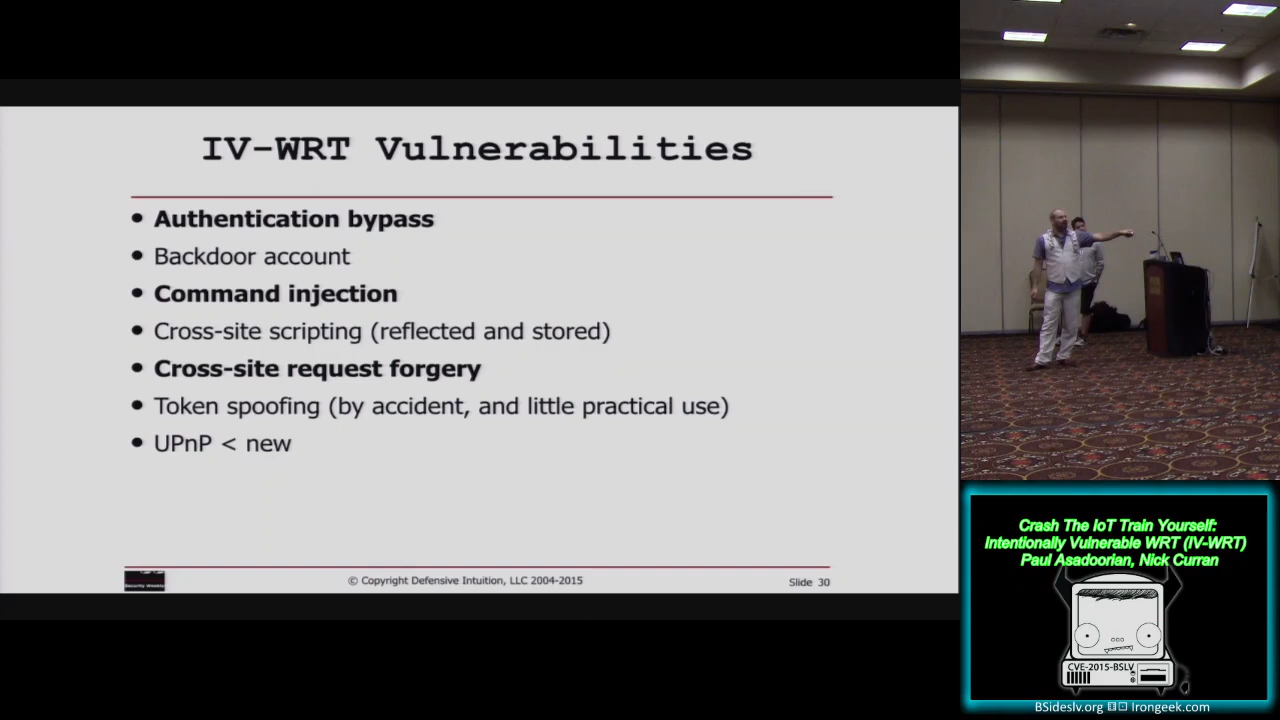 IV-WRT Vulnerabilities
• Authentication bypass
• Backdoor account
• Command injection
• Cross-site scripting (reflected and stored)
• Cross-site request forgery
• Token spoofing (by accident, and little practical use)
• UPnP < new
Security Weekly
© Copyright Defensive Intuition, LLC 2004-2015
Slide 30
Crash The IoT Train Yourself:
Intentionally Vulnerable WRT (IV-WRT)
Paul Asadoorian, Nick Curran
CVE-2015-BSLV
BSideslv.org ⚅⚀ Irongeek.com